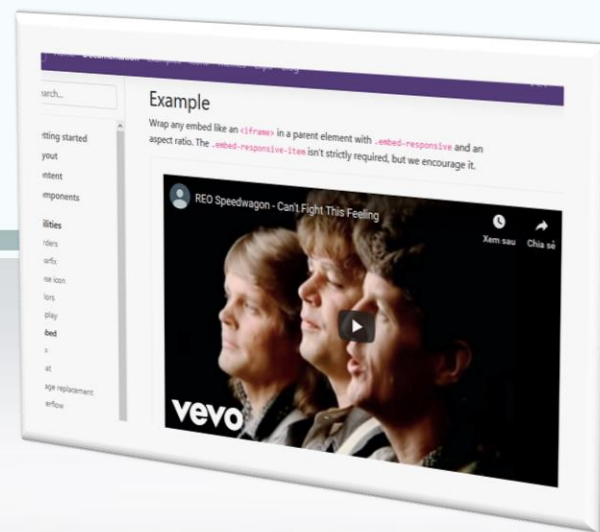 Example
Wrap any embed like an <iframe> in a parent element with .embed-responsive and an
aspect ratio. The .embed-responsive-item isn't strictly required, but we encourage it.
arch...
tting started
yout
ntent
mponents
ilities
rders
arfix
se icon
lors
play
bed
x
at
age replacement
erflow
REO Speedwagon - Can't Fight This Feeling
Xem sau
Chia sẻ
vevo